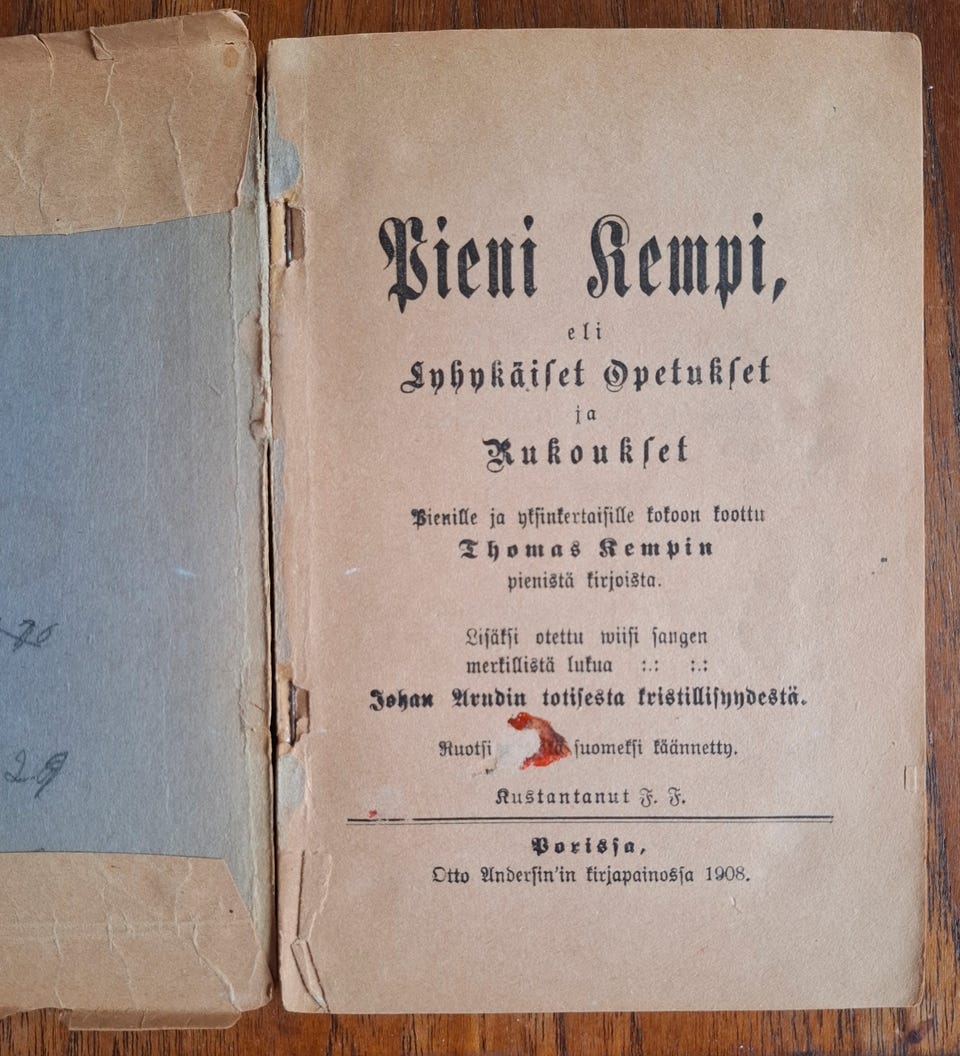 Pieni Kempi,
eli
Lyhykäiset Opetukset
ja
Rukoukset
Pienille ja yksinkertaisille kokoon koottu
Thomas Kempin
pienistä kirjoista.
Lisäksi otettu wiisi sangen
merkillistä lukua :.: :.:
Johan Arndin totisesta kristillisyydestä.
Ruotsi suomeksi käännetty.
Kustantanut F. F.
Porissa,
Otto Andersin'in kirjapainossa 1908.
29